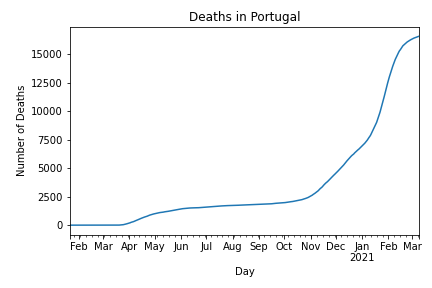 Deaths in Portugal
Number of Deaths
15000
12500
10000
7500
5000
2500
0
Feb Mar Apr May Jun Jul Aug Sep Oct Nov Dec Jan Feb Mar
2021
Day